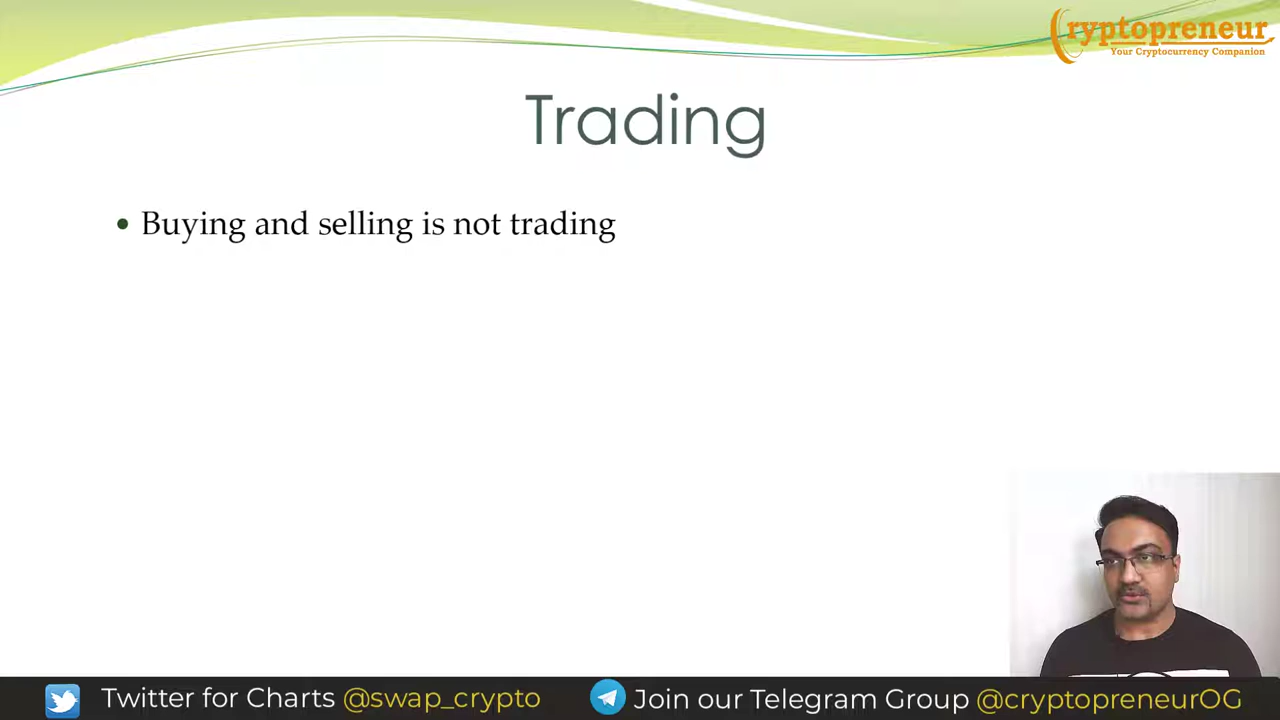 Cryptopreneur
Your Cryptocurrency Companion
Trading
• Buying and selling is not trading
Twitter for Charts @swap_crypto
Join our Telegram Group @cryptopreneurOG